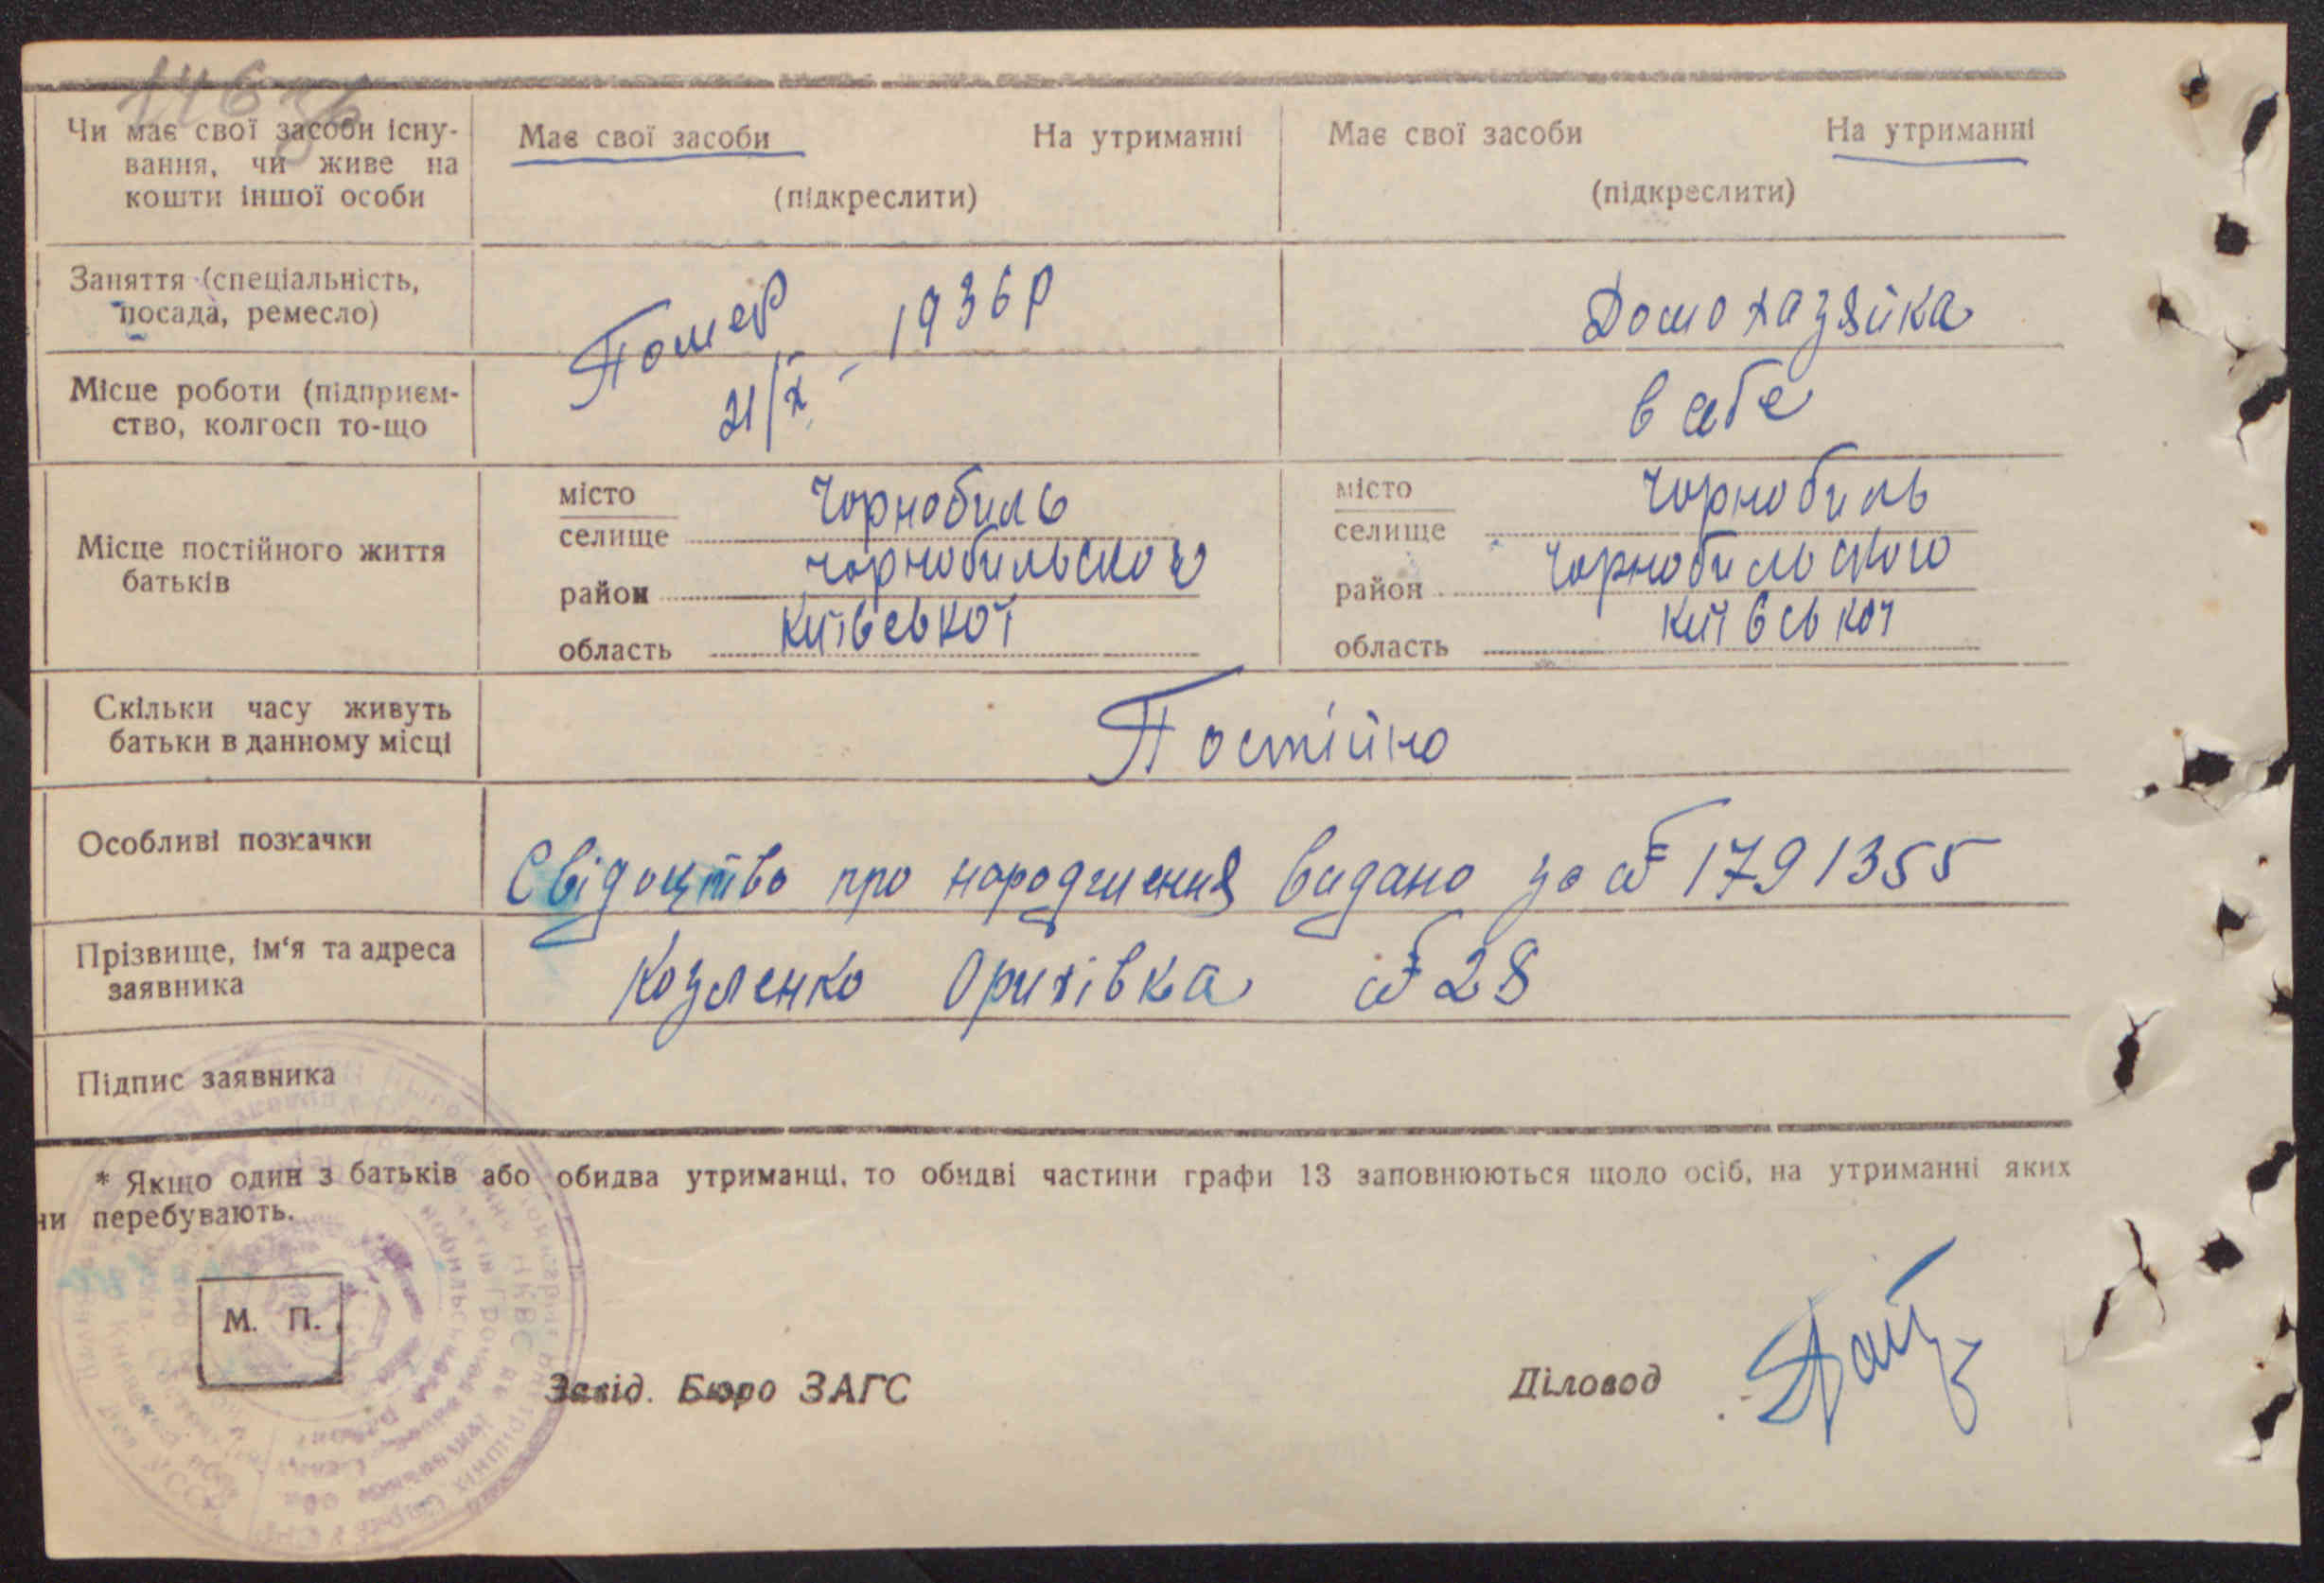 Чи має свої засоби існу-
вання, чи живе на
кошти іншої особи
Має свої засоби На утриманні
(підкреслити)
Має свої засоби На утриманні
(підкреслити)
Заняття (спеціальність,
посада, ремесло)
Помер
21/X - 1936 р
Домохазяйка
Місце роботи (підприєм-
ство, колгосп то-що
в себе
Місце постійного життя
батьків
місто
селище
Чорнобиль
район
Чорнобильского
область
Київської
місто
селище
Чорнобиль
район
Чорнобильского
область
Київської
Скільки часу живуть
батьки в данному місці
Постійно
Особливі позначки
Свідоцтво про народження видано за № 1791355
Прізвище, ім'я та адреса
заявника
Козленко Орихівка № 28
Підпис заявника
* Якщо один з батьків або обидва утриманці, то обидві частини графи 13 заповнюються щодо осіб, на утриманні яких
ни перебувають.
М. П.
Завід. Бюро ЗАГС
Діловод